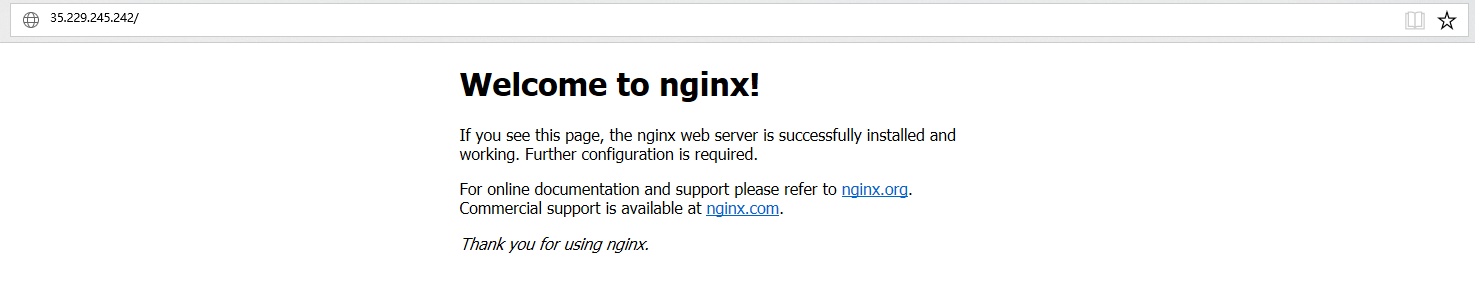 35.229.245.242/
Welcome to nginx!
If you see this page, the nginx web server is successfully installed and
working. Further configuration is required.
For online documentation and support please refer to nginx.org.
Commercial support is available at nginx.com.
Thank you for using nginx.